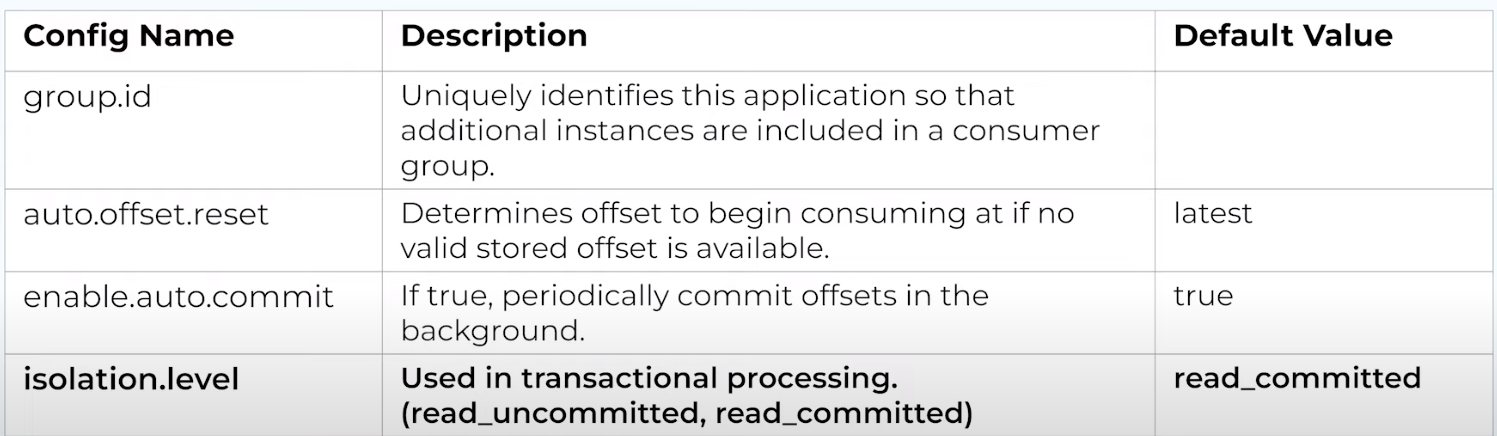 Config Name Description Default Value
group.id Uniquely identifies this application so that
additional instances are included in a consumer
group.
auto.offset.reset Determines offset to begin consuming at if no latest
valid stored offset is available.
enable.auto.commit If true, periodically commit offsets in the true
background.
isolation.level Used in transactional processing. read_committed
(read_uncommitted, read_committed)